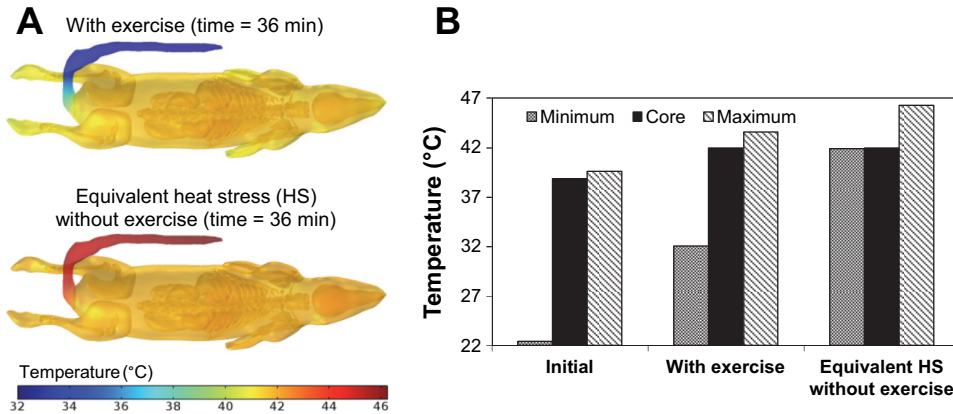 A
With exercise (time = 36 min)
Equivalent heat stress (HS)
without exercise (time = 36 min)
Temperature (°C)
32 34 36 38 40 42 44 46
B
Temperature (°C)
47
42
37
32
27
22
Minimum Core Maximum
Initial With exercise Equivalent HS
without exercise